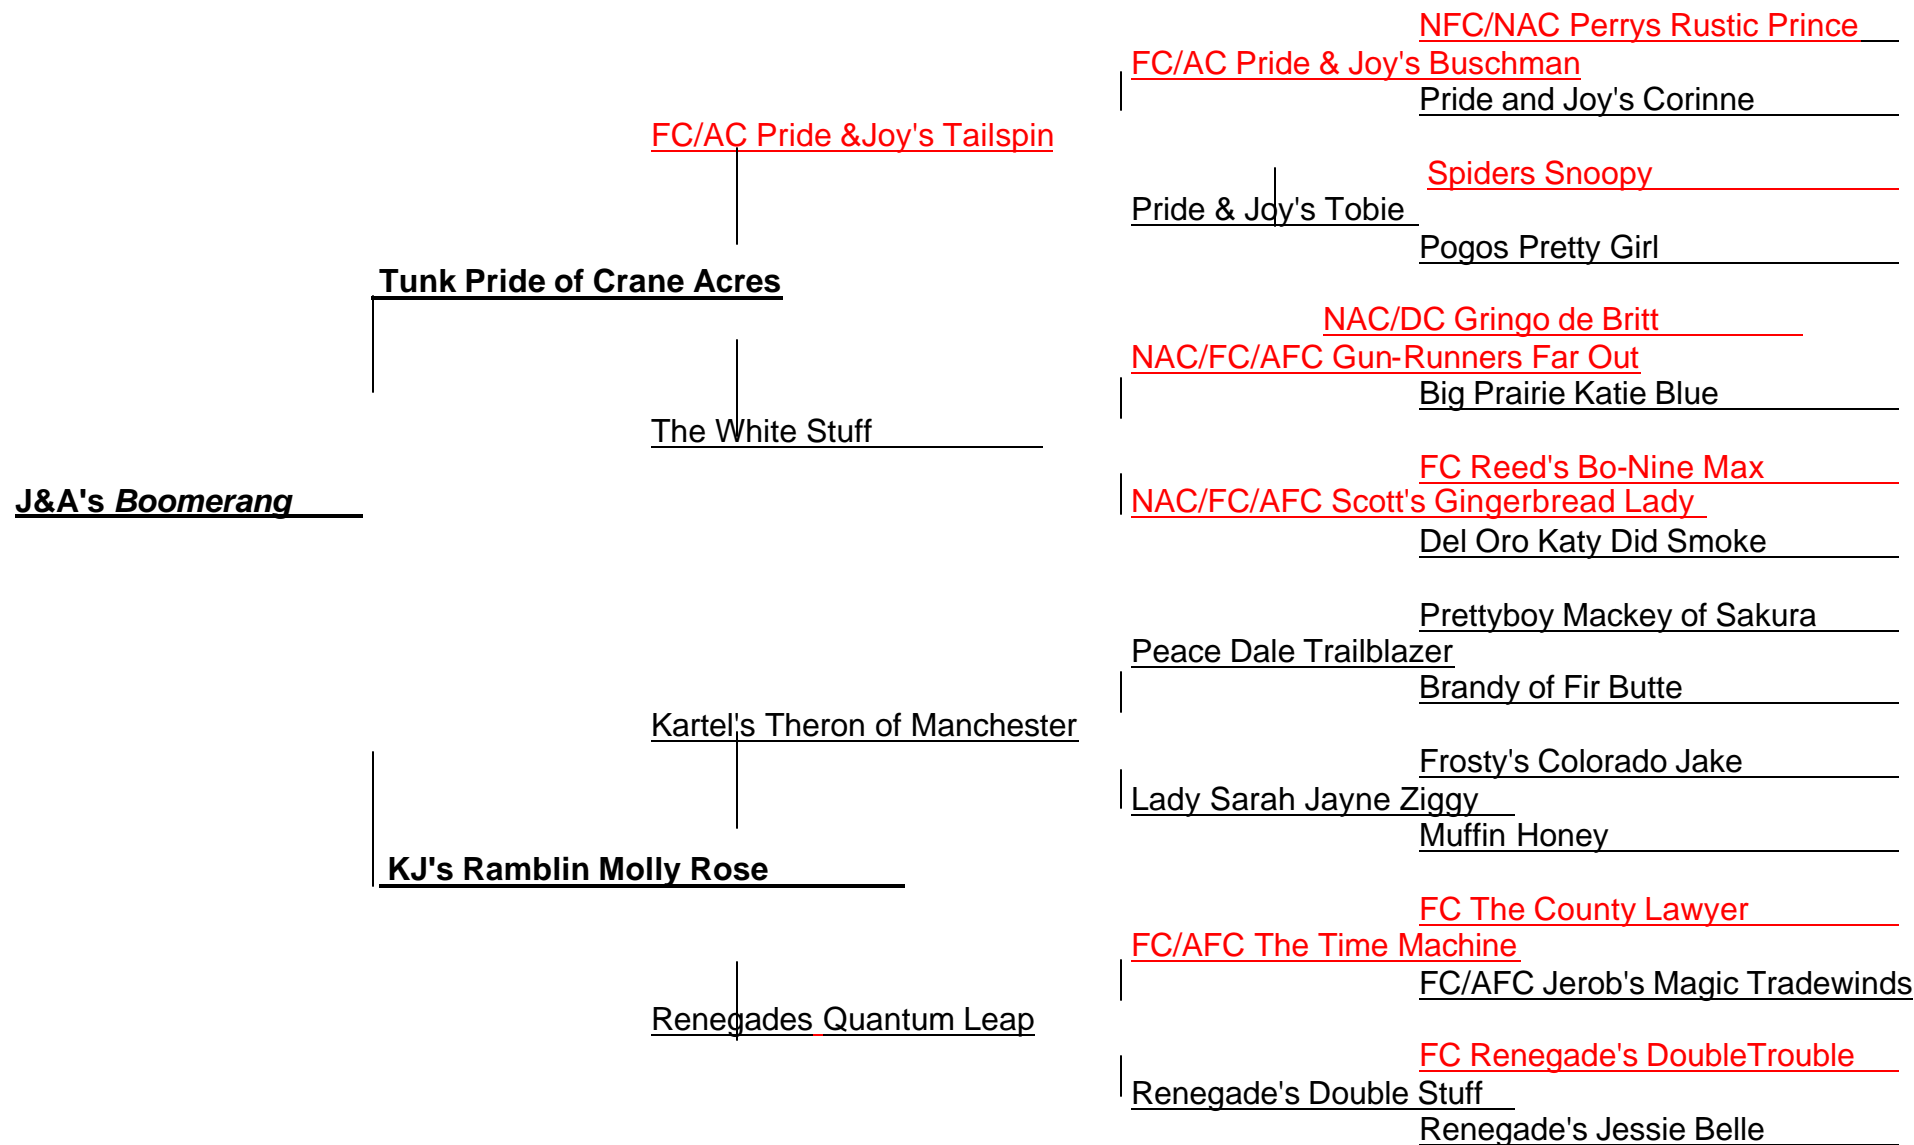 NFC/NAC Perrys Rustic Prince
FC/AC Pride & Joy's Buschman
Pride and Joy's Corinne
FC/AC Pride &Joy's Tailspin
Spiders Snoopy
Pride & Joy's Tobie
Pogos Pretty Girl
Tunk Pride of Crane Acres
NAC/DC Gringo de Britt
NAC/FC/AFC Gun-Runners Far Out
Big Prairie Katie Blue
The White Stuff
FC Reed's Bo-Nine Max
J&A's Boomerang
NAC/FC/AFC Scott's Gingerbread Lady
Del Oro Katy Did Smoke
Prettyboy Mackey of Sakura
Peace Dale Trailblazer
Brandy of Fir Butte
Kartel's Theron of Manchester
Frosty's Colorado Jake
Lady Sarah Jayne Ziggy
Muffin Honey
KJ's Ramblin Molly Rose
FC The County Lawyer
FC/AFC The Time Machine
FC/AFC Jerob's Magic Tradewinds
Renegades Quantum Leap
FC Renegade's DoubleTrouble
Renegade's Double Stuff
Renegade's Jessie Belle